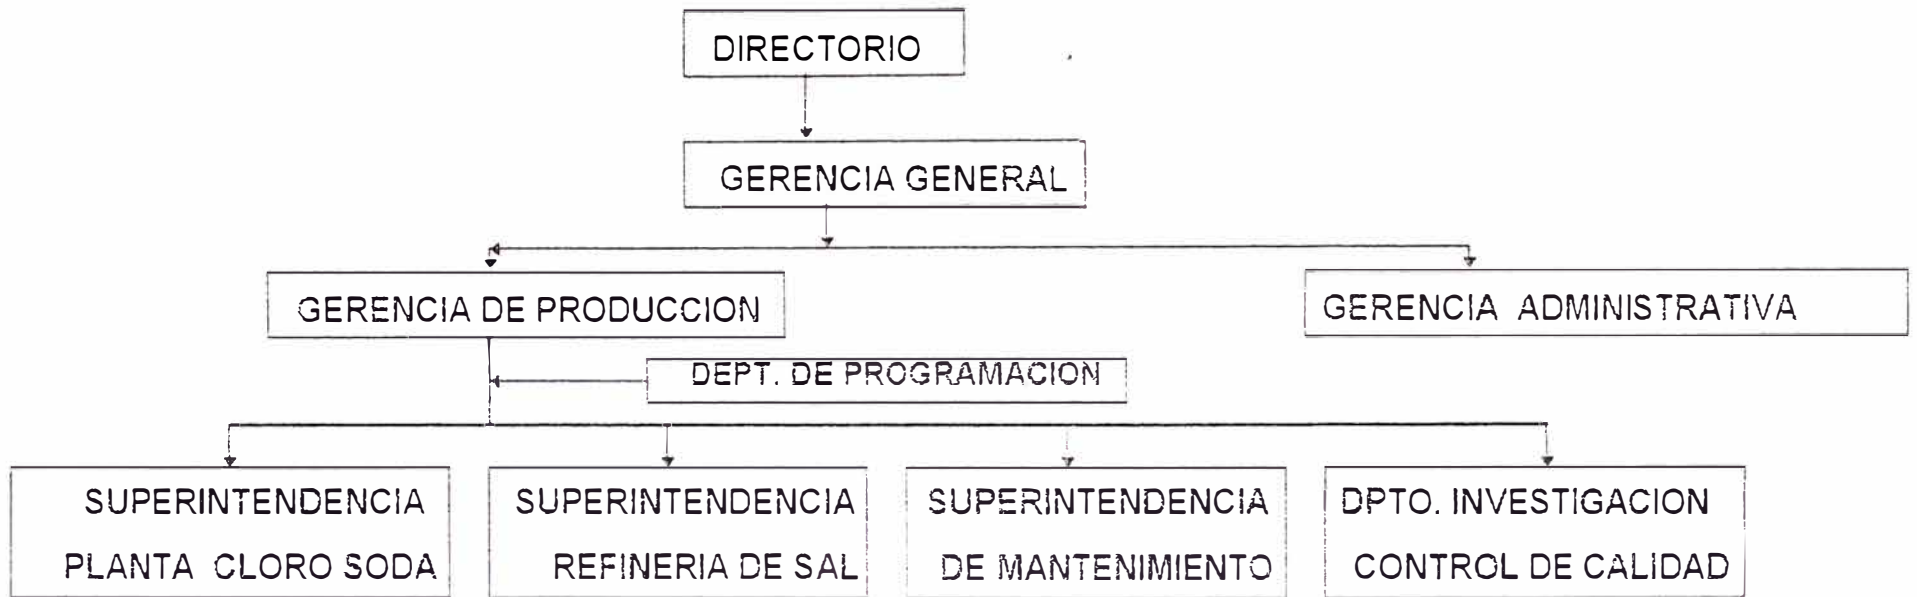 DIRECTORIO
GERENCIA GENERAL
GERENCIA DE PRODUCCION
GERENCIA ADMINISTRATIVA
DEPT. DE PROGRAMACION
SUPERINTENDENCIA
PLANTA CLORO SODA
SUPERINTENDENCIA
REFINERIA DE SAL
SUPERINTENDENCIA
DE MANTENIMIENTO
DPTO. INVESTIGACION
CONTROL DE CALIDAD